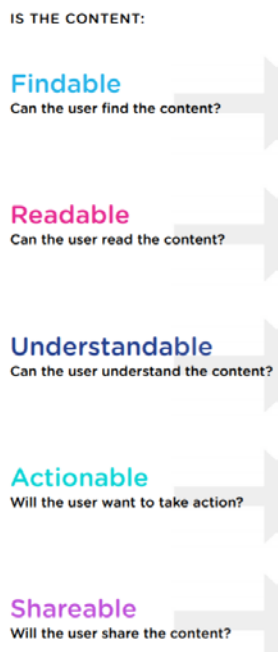 IS THE CONTENT:
Findable
Can the user find the content?
Readable
Can the user read the content?
Understandable
Can the user understand the content?
Actionable
Will the user want to take action?
Shareable
Will the user share the content?